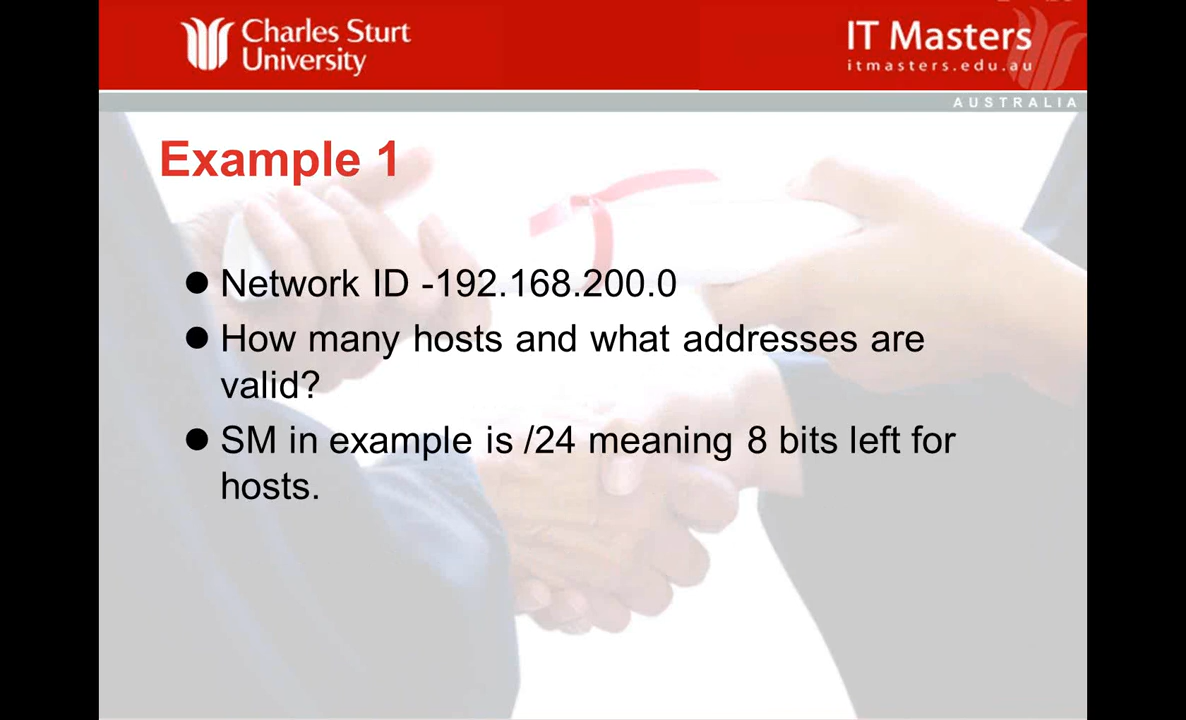 Charles Sturt
University
IT Masters
itmasters.edu.au
AUSTRALIA
Example 1
Network ID -192.168.200.0
How many hosts and what addresses are
valid?
SM in example is /24 meaning 8 bits left for
hosts.